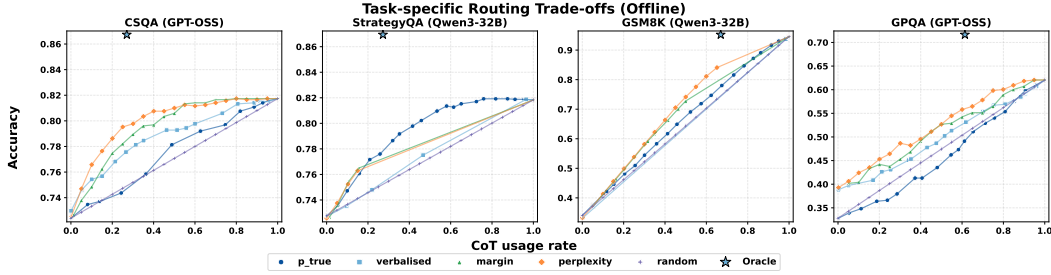 Task-specific Routing Trade-offs (Offline)
CSQA (GPT-OSS)
StrategyQA (Qwen3-32B)
GSM8K (Qwen3-32B)
GPQA (GPT-OSS)
Accuracy
0.86
0.84
0.82
0.80
0.78
0.76
0.74
0.0 0.2 0.4 0.6 0.8 1.0
0.86
0.84
0.82
0.80
0.78
0.76
0.74
0.0 0.2 0.4 0.6 0.8 1.0
0.9
0.8
0.7
0.6
0.5
0.4
0.0 0.2 0.4 0.6 0.8 1.0
0.70
0.65
0.60
0.55
0.50
0.45
0.40
0.35
0.0 0.2 0.4 0.6 0.8 1.0
CoT usage rate
p_true verbalised margin perplexity random Oracle